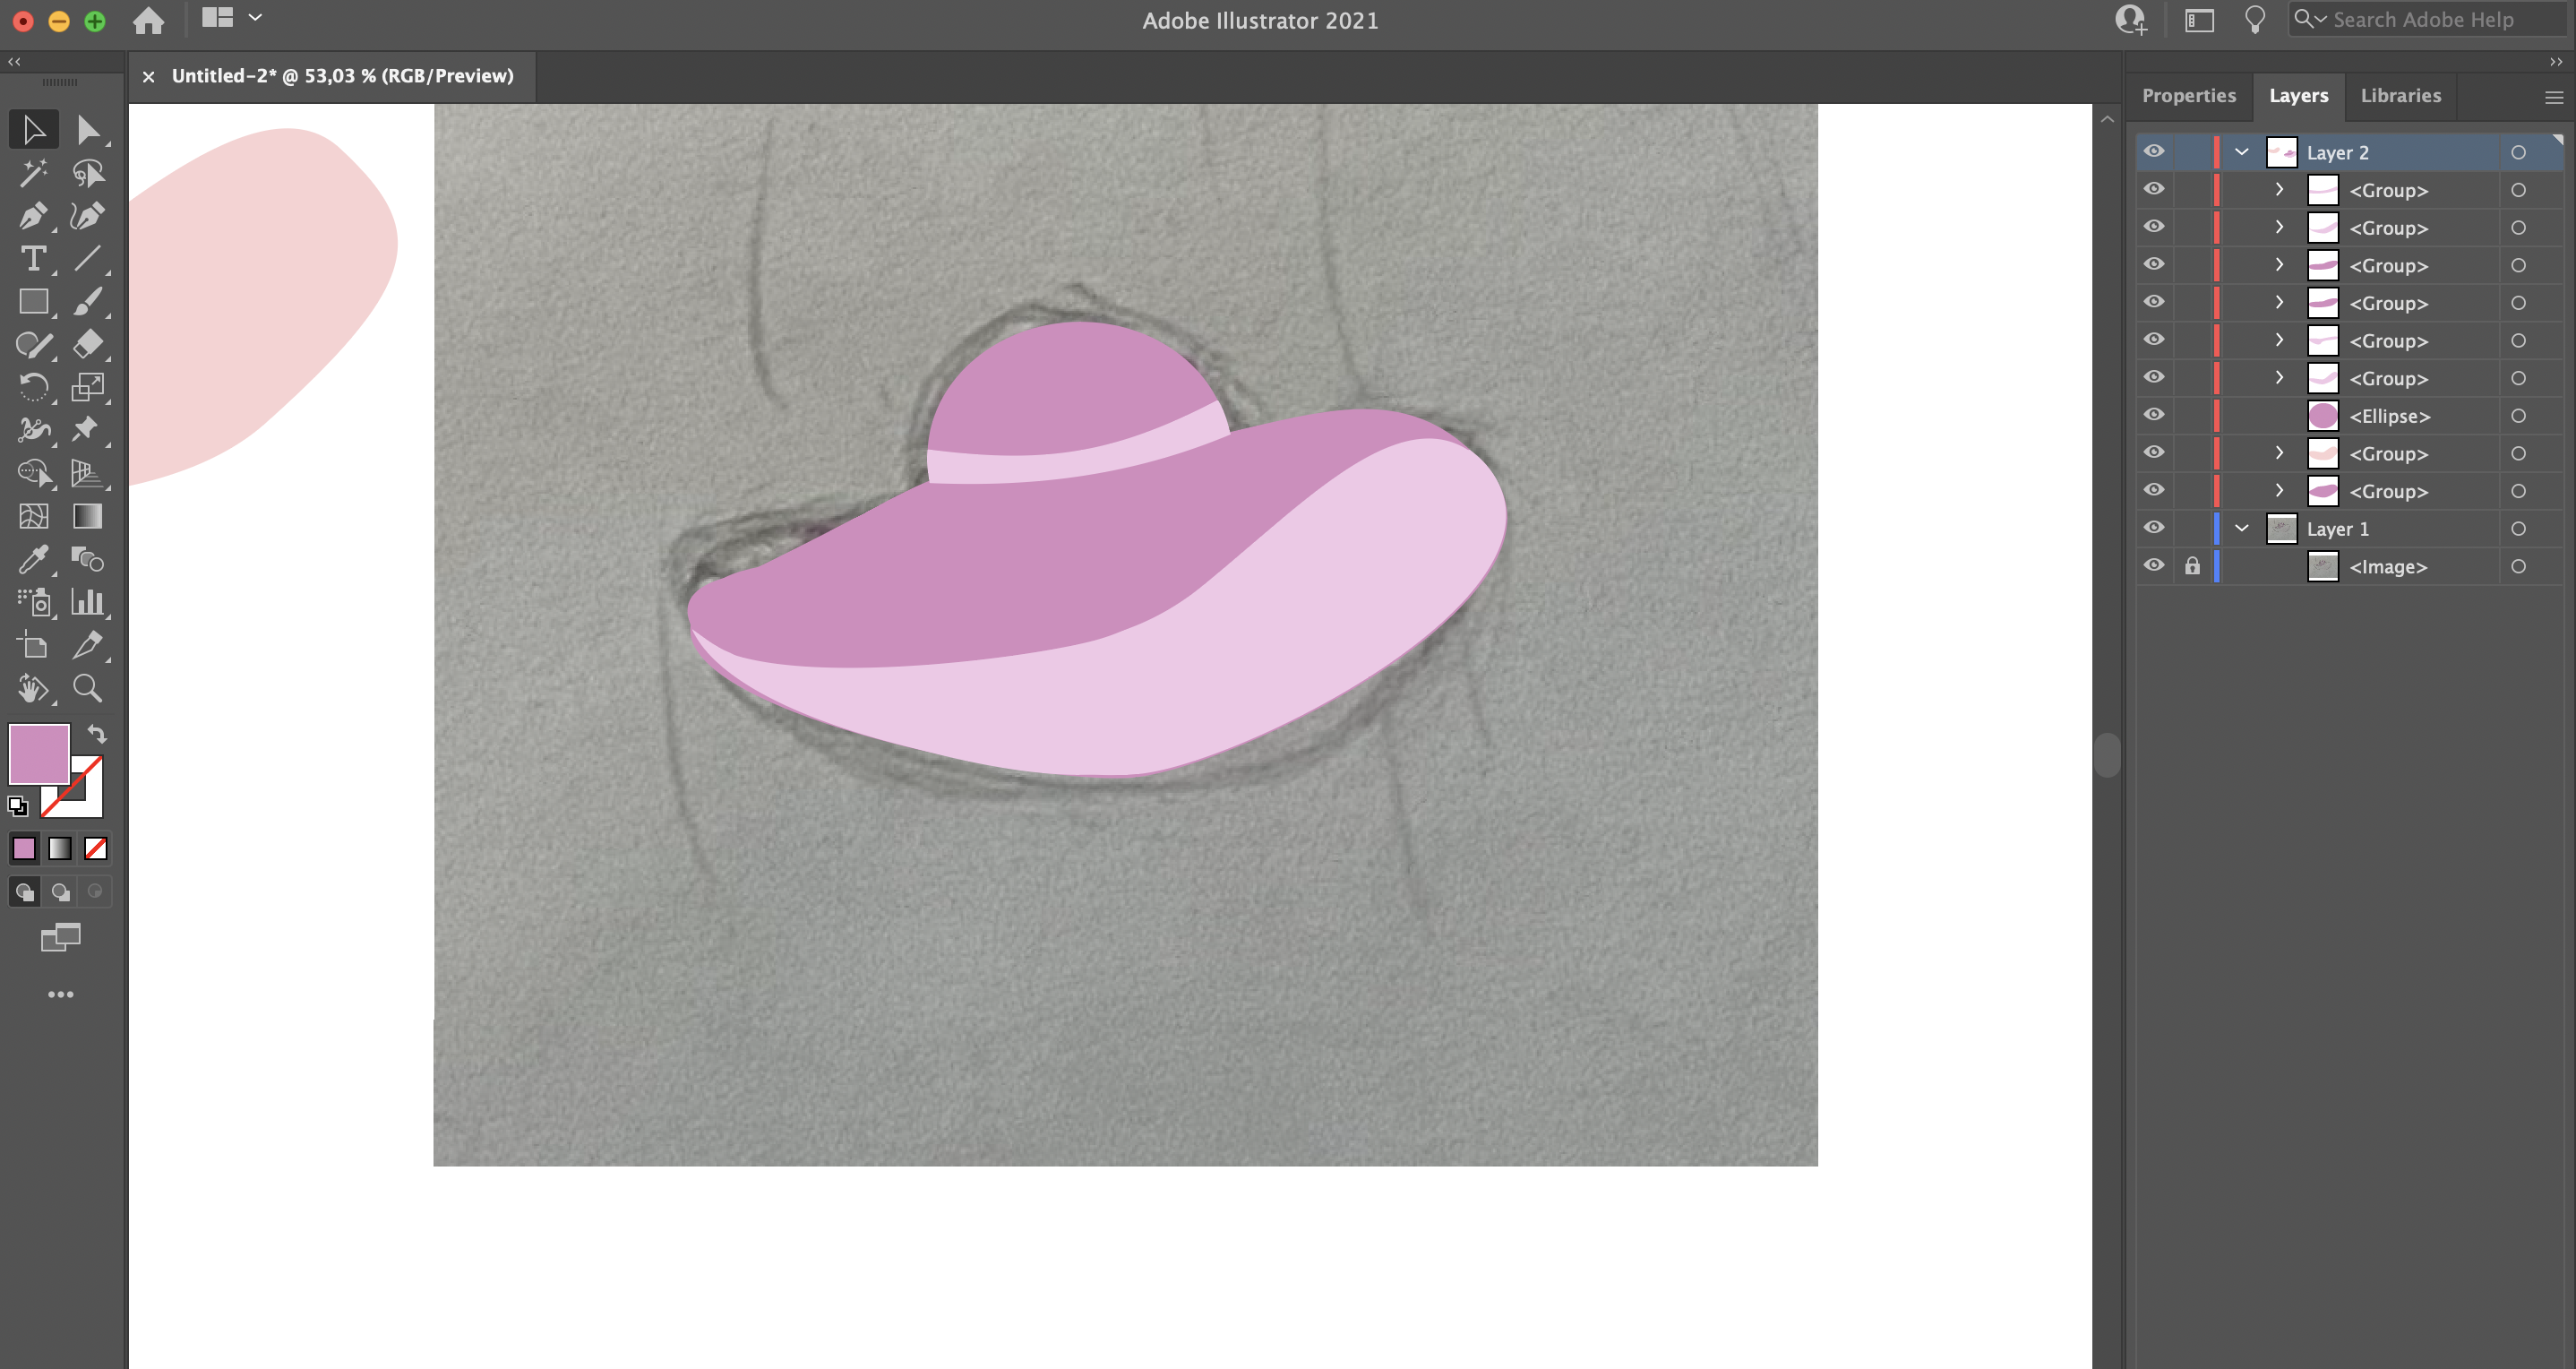 Adobe Illustrator 2021
Search Adobe Help
Untitled-2* @ 53,03 % (RGB/Preview)
Properties
Layers
Libraries
Layer 2
<Group>
<Group>
<Group>
<Group>
<Group>
<Group>
<Ellipse>
<Group>
<Group>
Layer 1
<Image>